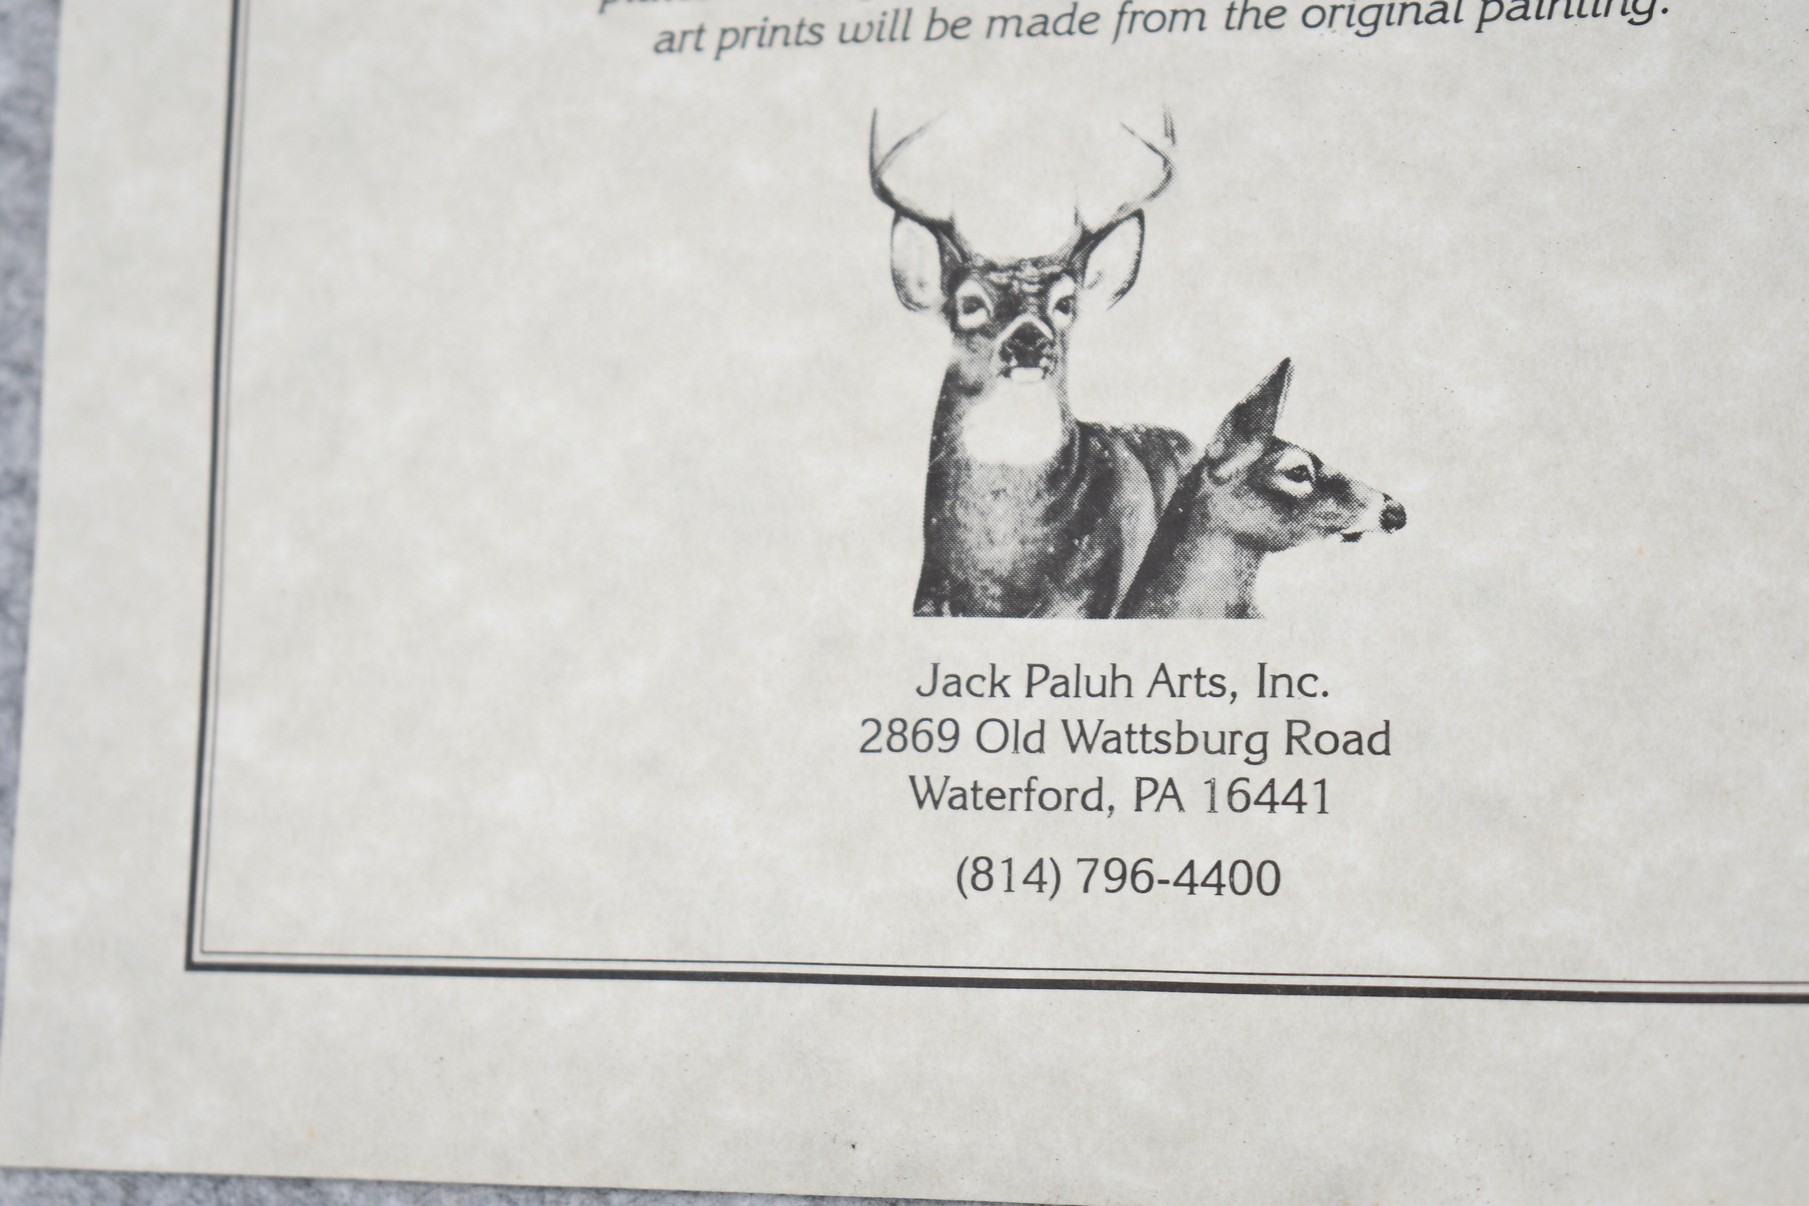 art prints will be made from the original painting.
Jack Paluh Arts, Inc.
2869 Old Wattsburg Road
Waterford, PA 16441
(814) 796-4400